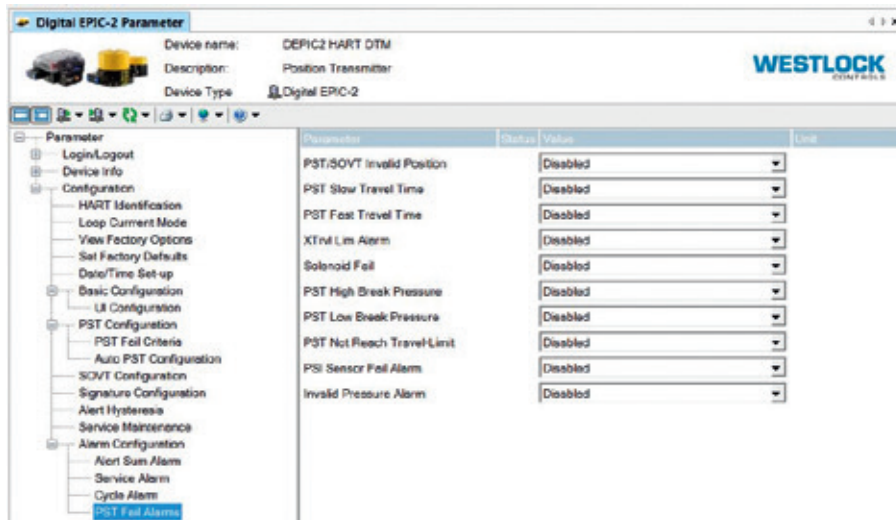 Digital EPIC-2 Parameter
Device name: DEPIC2 HART DTM
Description: Position Transmitter
Device Type Digital EPIC-2
WESTLOCK
CONTROLS
Parameter
Login/Logout
Device Info
Configuration
HART Identification
Loop Currment Mode
View Factory Options
Set Factory Defaults
Date/Time Set-up
Basic Configuration
UI Configuration
PST Configuration
PST Fail Criteria
Auto PST Configuration
SOVT Configuration
Signature Configuration
Alert Hysteresis
Service Maintenance
Alarm Configuration
Alert Sum Alarm
Service Alarm
Cycle Alarm
PST Fail Alarms
Parameter Status Value Unit
PST/SOVT Invalid Position Disabled
PST Slow Travel Time Disabled
PST Fast Travel Time Disabled
XTrvl Lim Alarm Disabled
Solenoid Fail Disabled
PST High Break Pressure Disabled
PST Low Break Pressure Disabled
PST Not Reach Travel-Limit Disabled
PSI Sensor Fail Alarm Disabled
Invalid Pressure Alarm Disabled